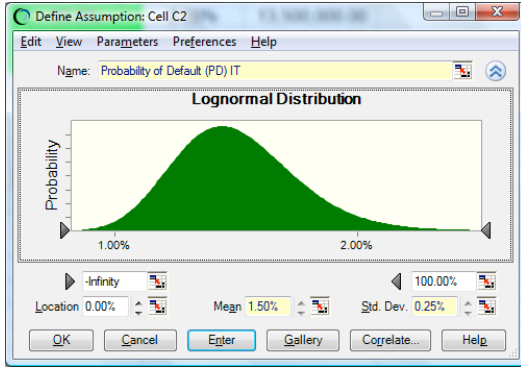 Define Assumption: Cell C2
Edit View Parameters Preferences Help
Name: Probability of Default (PD) IT
Lognormal Distribution
Probability
1.00% 2.00%
-Infinity 100.00%
Location 0.00% Mean 1.50% Std. Dev. 0.25%
OK Cancel Enter Gallery Correlate... Help